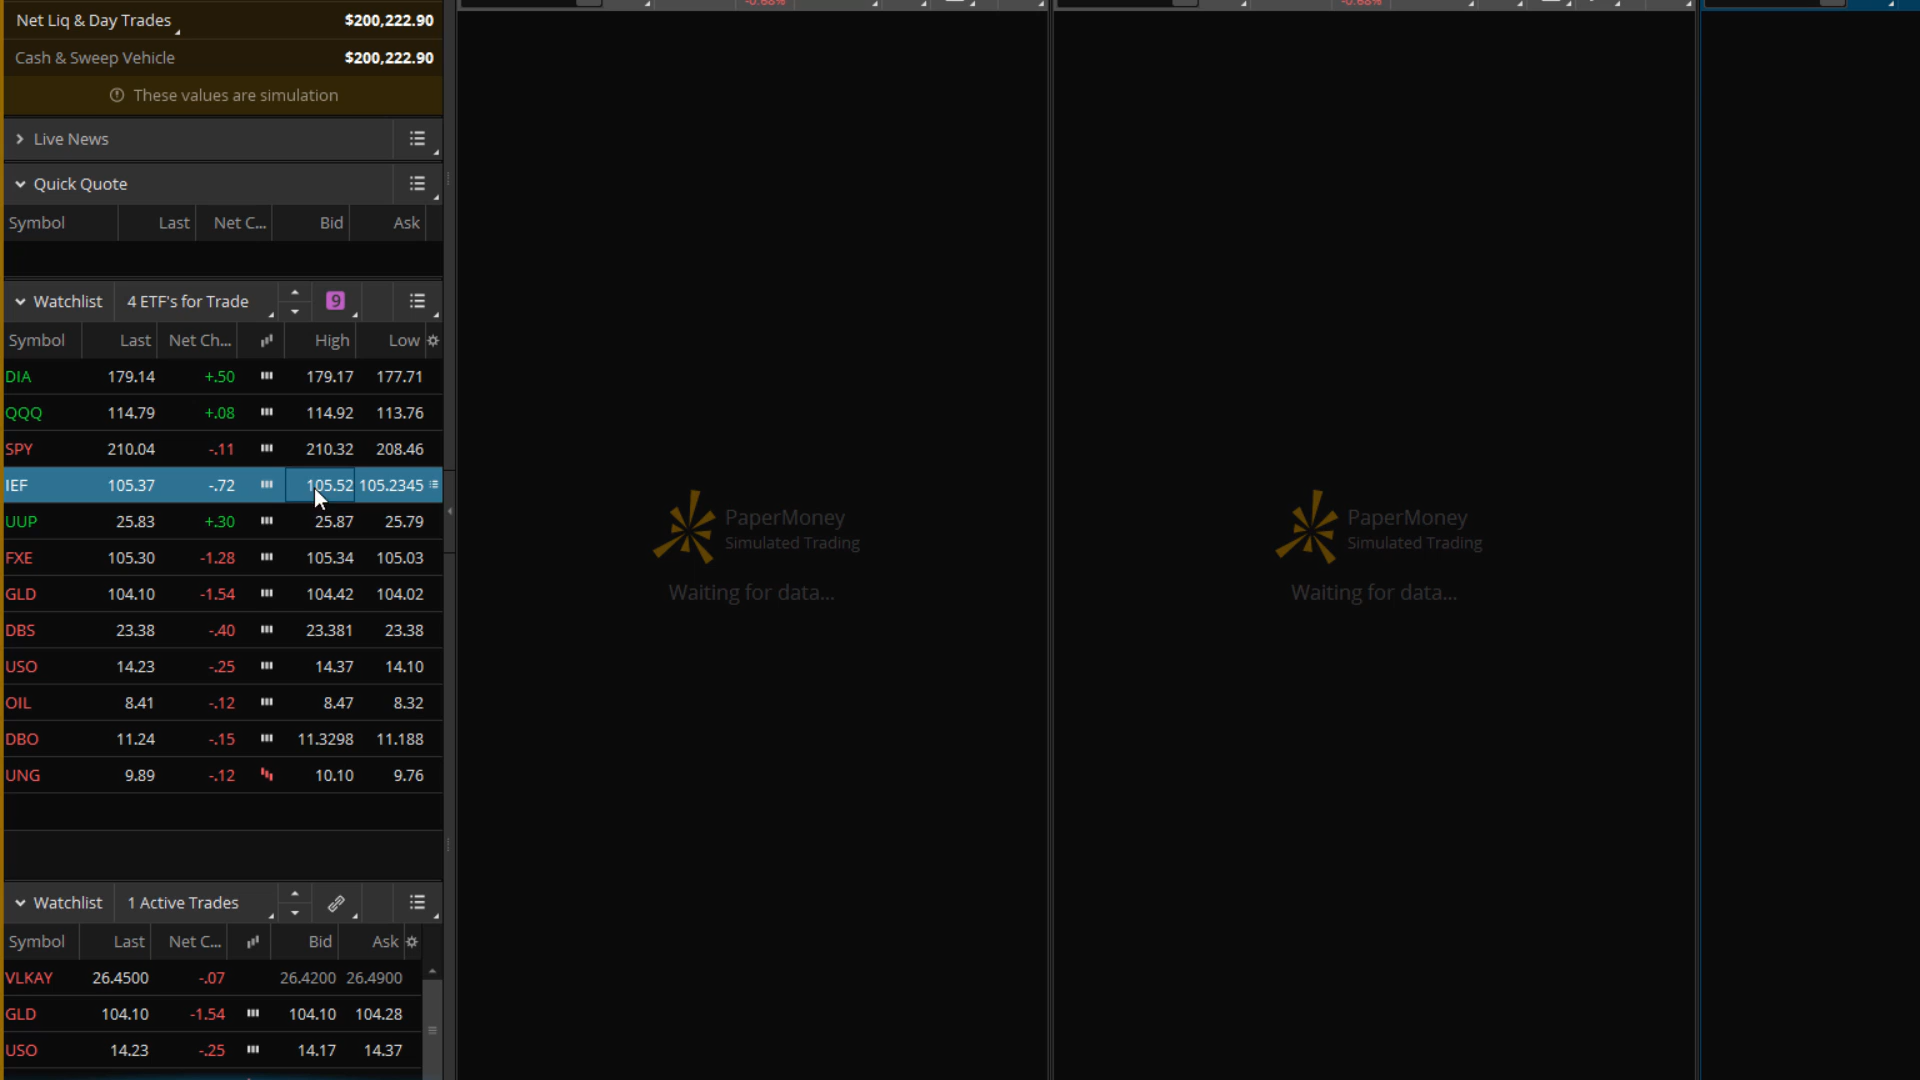 Net Liq & Day Trades $200,222.90
Cash & Sweep Vehicle $200,222.90
These values are simulation
Live News
Quick Quote
Symbol Last Net C... Bid Ask
Watchlist 4 ETF's for Trade 9
Symbol Last Net Ch... High Low
DIA 179.14 +.50 179.17 177.71
QQQ 114.79 +.08 114.92 113.76
SPY 210.04 -.11 210.32 208.46
IEF 105.37 -.72 105.52 105.2345
UUP 25.83 +.30 25.87 25.79
FXE 105.30 -1.28 105.34 105.03
GLD 104.10 -1.54 104.42 104.02
DBS 23.38 -.40 23.381 23.38
USO 14.23 -.25 14.37 14.10
OIL 8.41 -.12 8.47 8.32
DBO 11.24 -.15 11.3298 11.188
UNG 9.89 -.12 10.10 9.76
Watchlist 1 Active Trades
Symbol Last Net C... Bid Ask
VLKAY 26.4500 -.07 26.4200 26.4900
GLD 104.10 -1.54 104.10 104.28
USO 14.23 -.25 14.17 14.37
-0.68%
PaperMoney
Simulated Trading
Waiting for data...
-0.68%
PaperMoney
Simulated Trading
Waiting for data...